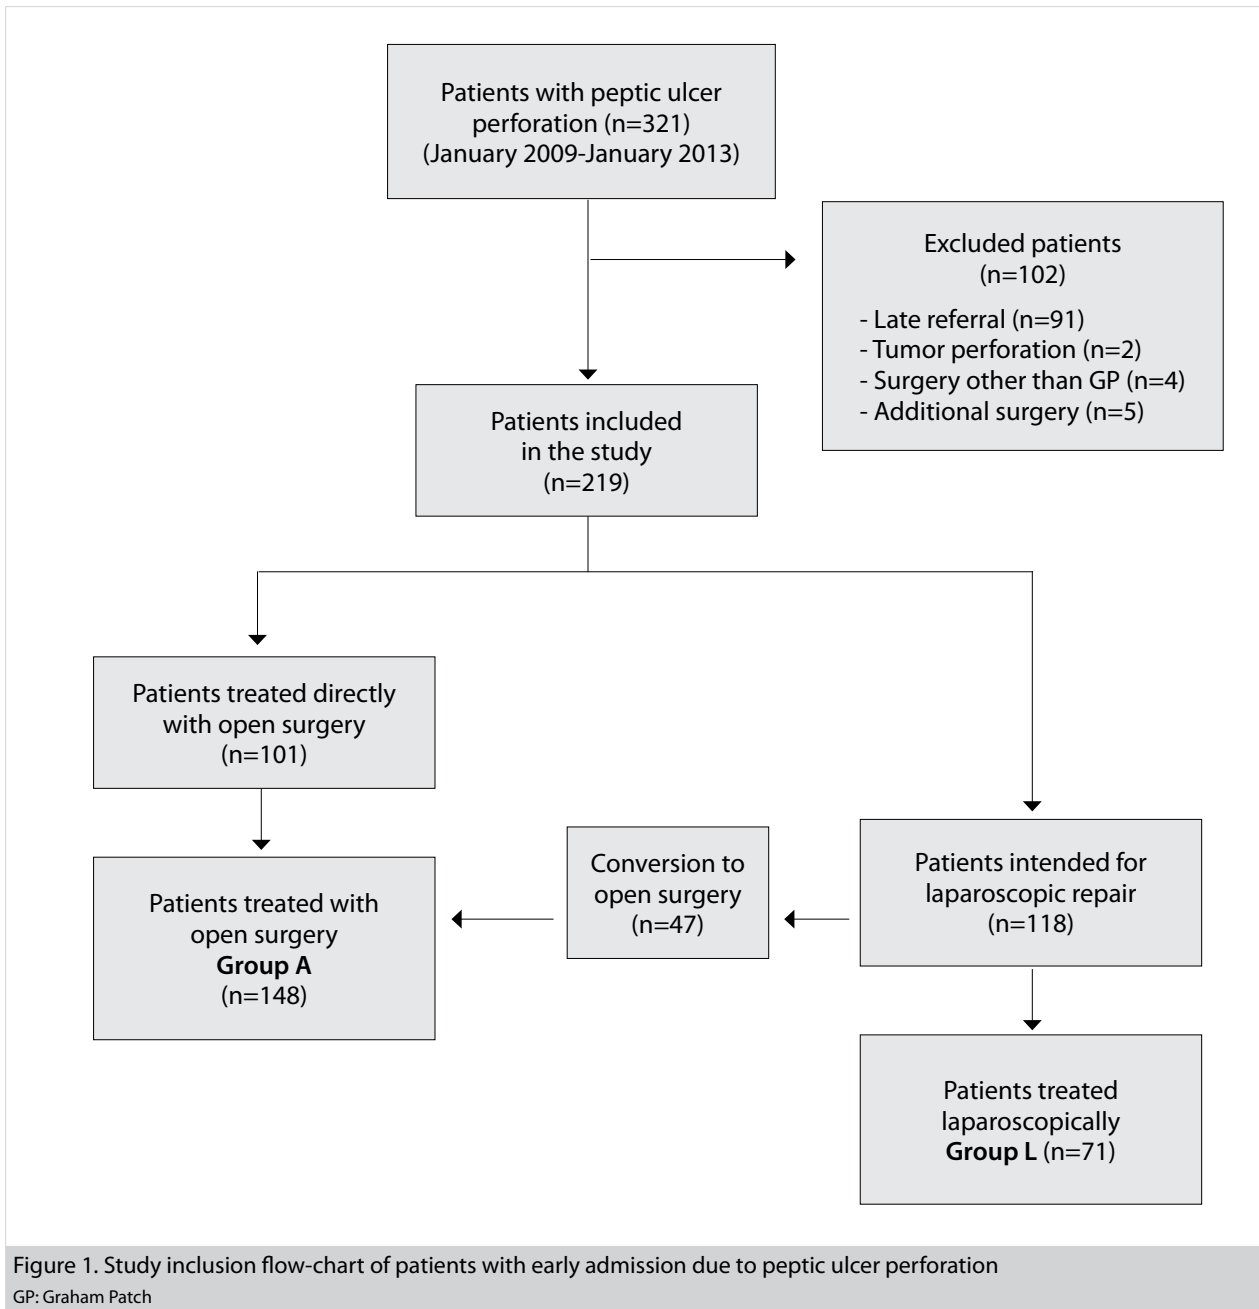 Patients with peptic ulcer
perforation (n=321)
(January 2009-January 2013)
Excluded patients
(n=102)
- Late referral (n=91)
- Tumor perforation (n=2)
- Surgery other than GP (n=4)
- Additional surgery (n=5)
Patients included
in the study
(n=219)
Patients treated directly
with open surgery
(n=101)
Patients treated with
open surgery
Group A
(n=148)
Conversion to
open surgery
(n=47)
Patients intended for
laparoscopic repair
(n=118)
Patients treated
laparoscopically
Group L (n=71)
Figure 1. Study inclusion flow-chart of patients with early admission due to peptic ulcer perforation
GP: Graham Patch